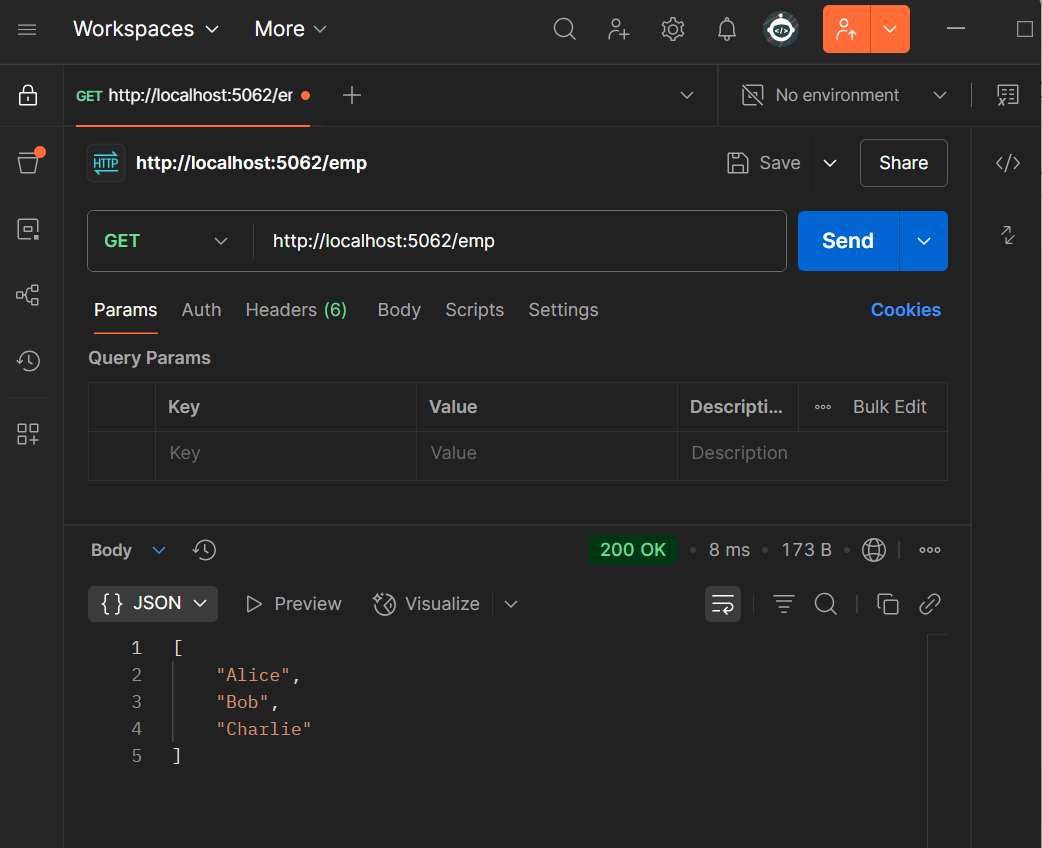 Workspaces More
GET http://localhost:5062/er No environment
HTTP http://localhost:5062/emp Save Share
GET http://localhost:5062/emp Send
Params Auth Headers (6) Body Scripts Settings Cookies
Query Params
Key Value Descripti... Bulk Edit
Key Value Description
Body 200 OK • 8 ms • 173 B •
{} JSON Preview Visualize
1 [
2 "Alice",
3 "Bob",
4 "Charlie"
5 ]